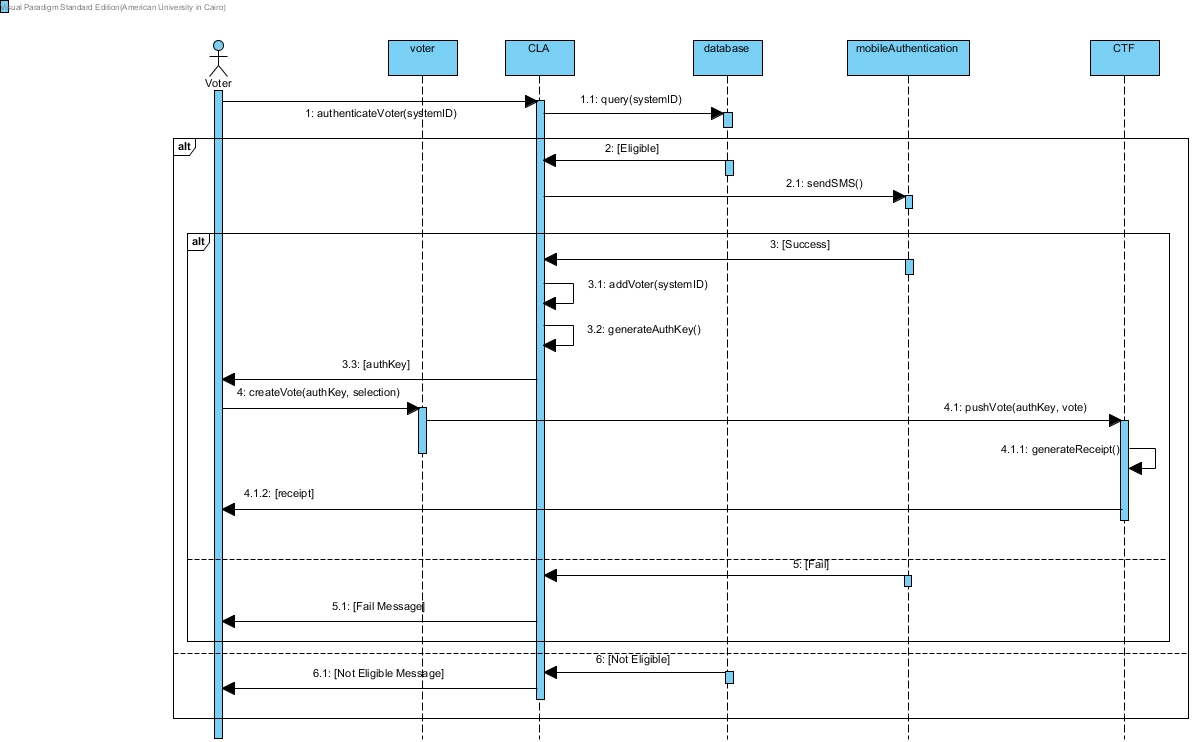 Visual Paradigm Standard Edition(American University in Cairo)
voter
CLA
database
mobileAuthentication
CTF
Voter
1: authenticateVoter(systemID)
1.1: query(systemID)
alt
2: [Eligible]
2.1: sendSMS()
alt
3: [Success]
3.1: addVoter(systemID)
3.2: generateAuthKey()
3.3: [authKey]
4: createVote(authKey, selection)
4.1: pushVote(authKey, vote)
4.1.1: generateReceipt()
4.1.2: [receipt]
5: [Fail]
5.1: [Fail Message]
6: [Not Eligible]
6.1: [Not Eligible Message]